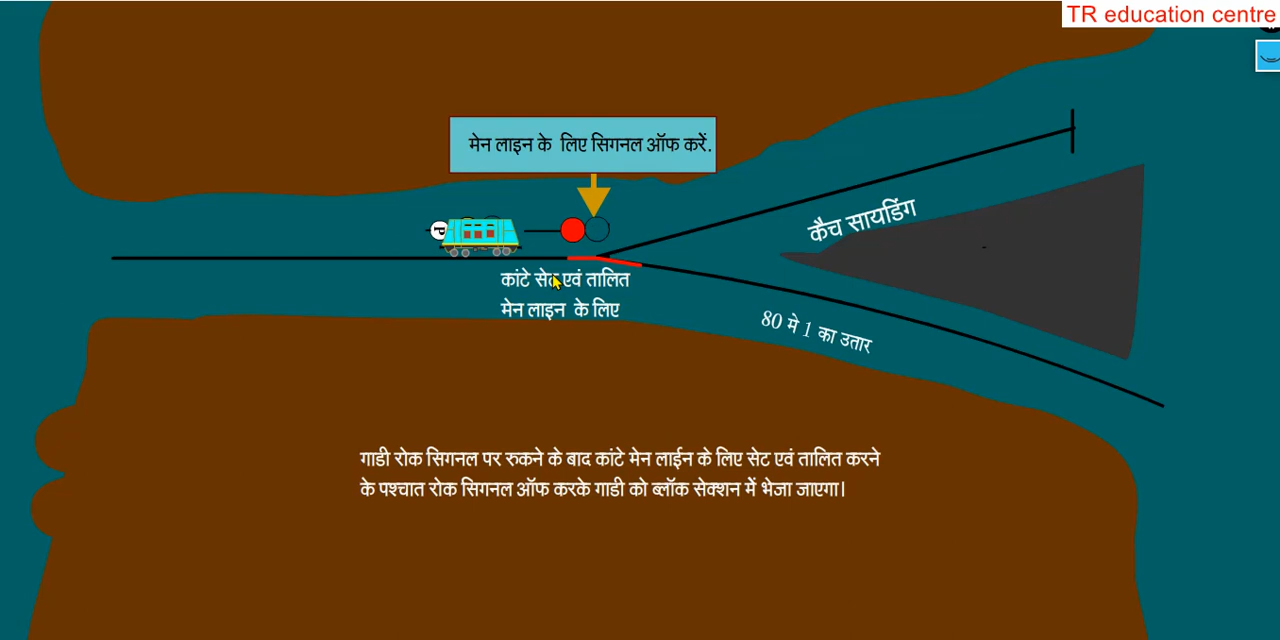 TR education centre
मेन लाइन के लिए सिगनल ऑफ करें.
P
कैच सायडिंग
कांटे सेट एवं तालित
मेन लाइन के लिए
80 मे 1 का उतार
गाडी रोक सिगनल पर रुकने के बाद कांटे मेन लाईन के लिए सेट एवं तालित करने
के पश्चात रोक सिगनल ऑफ करके गाडी को ब्लॉक सेक्शन में भेजा जाएगा।